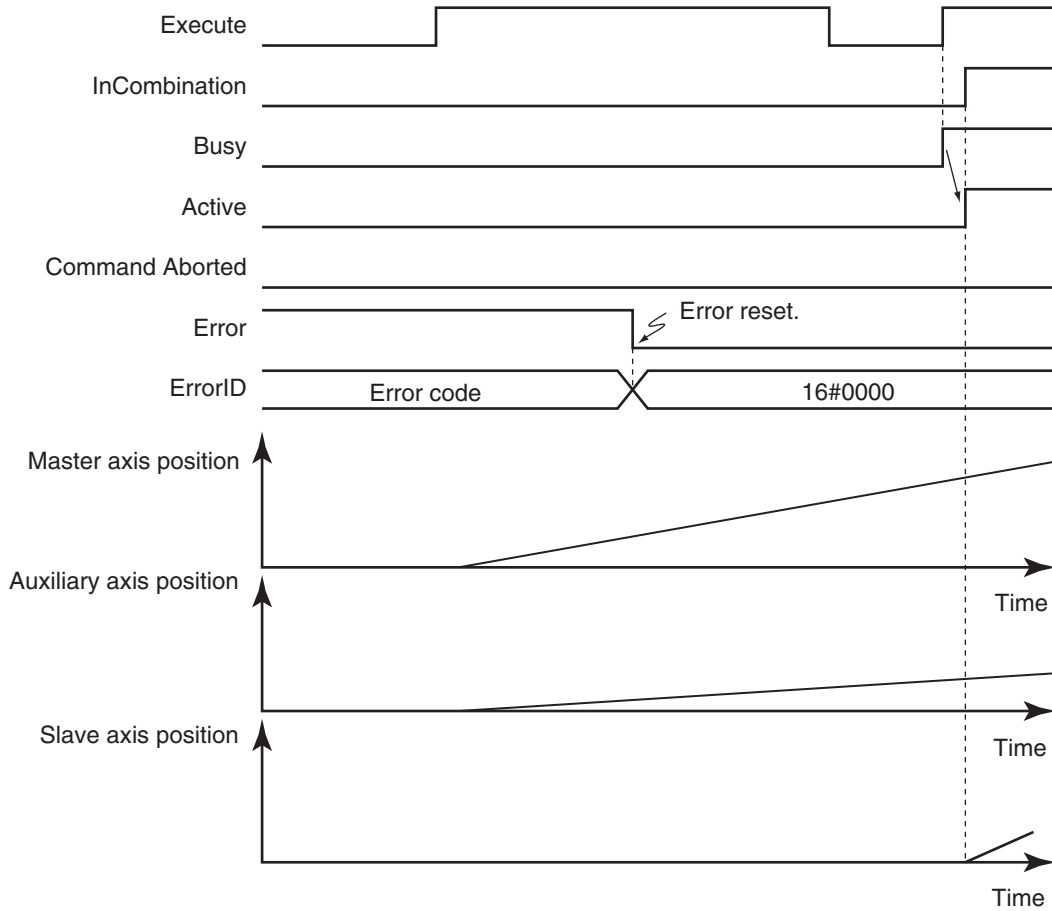 Execute
InCombination
Busy
Active
Command Aborted
Error
Error reset.
ErrorID
Error code
16#0000
Master axis position
Time
Auxiliary axis position
Time
Slave axis position
Time